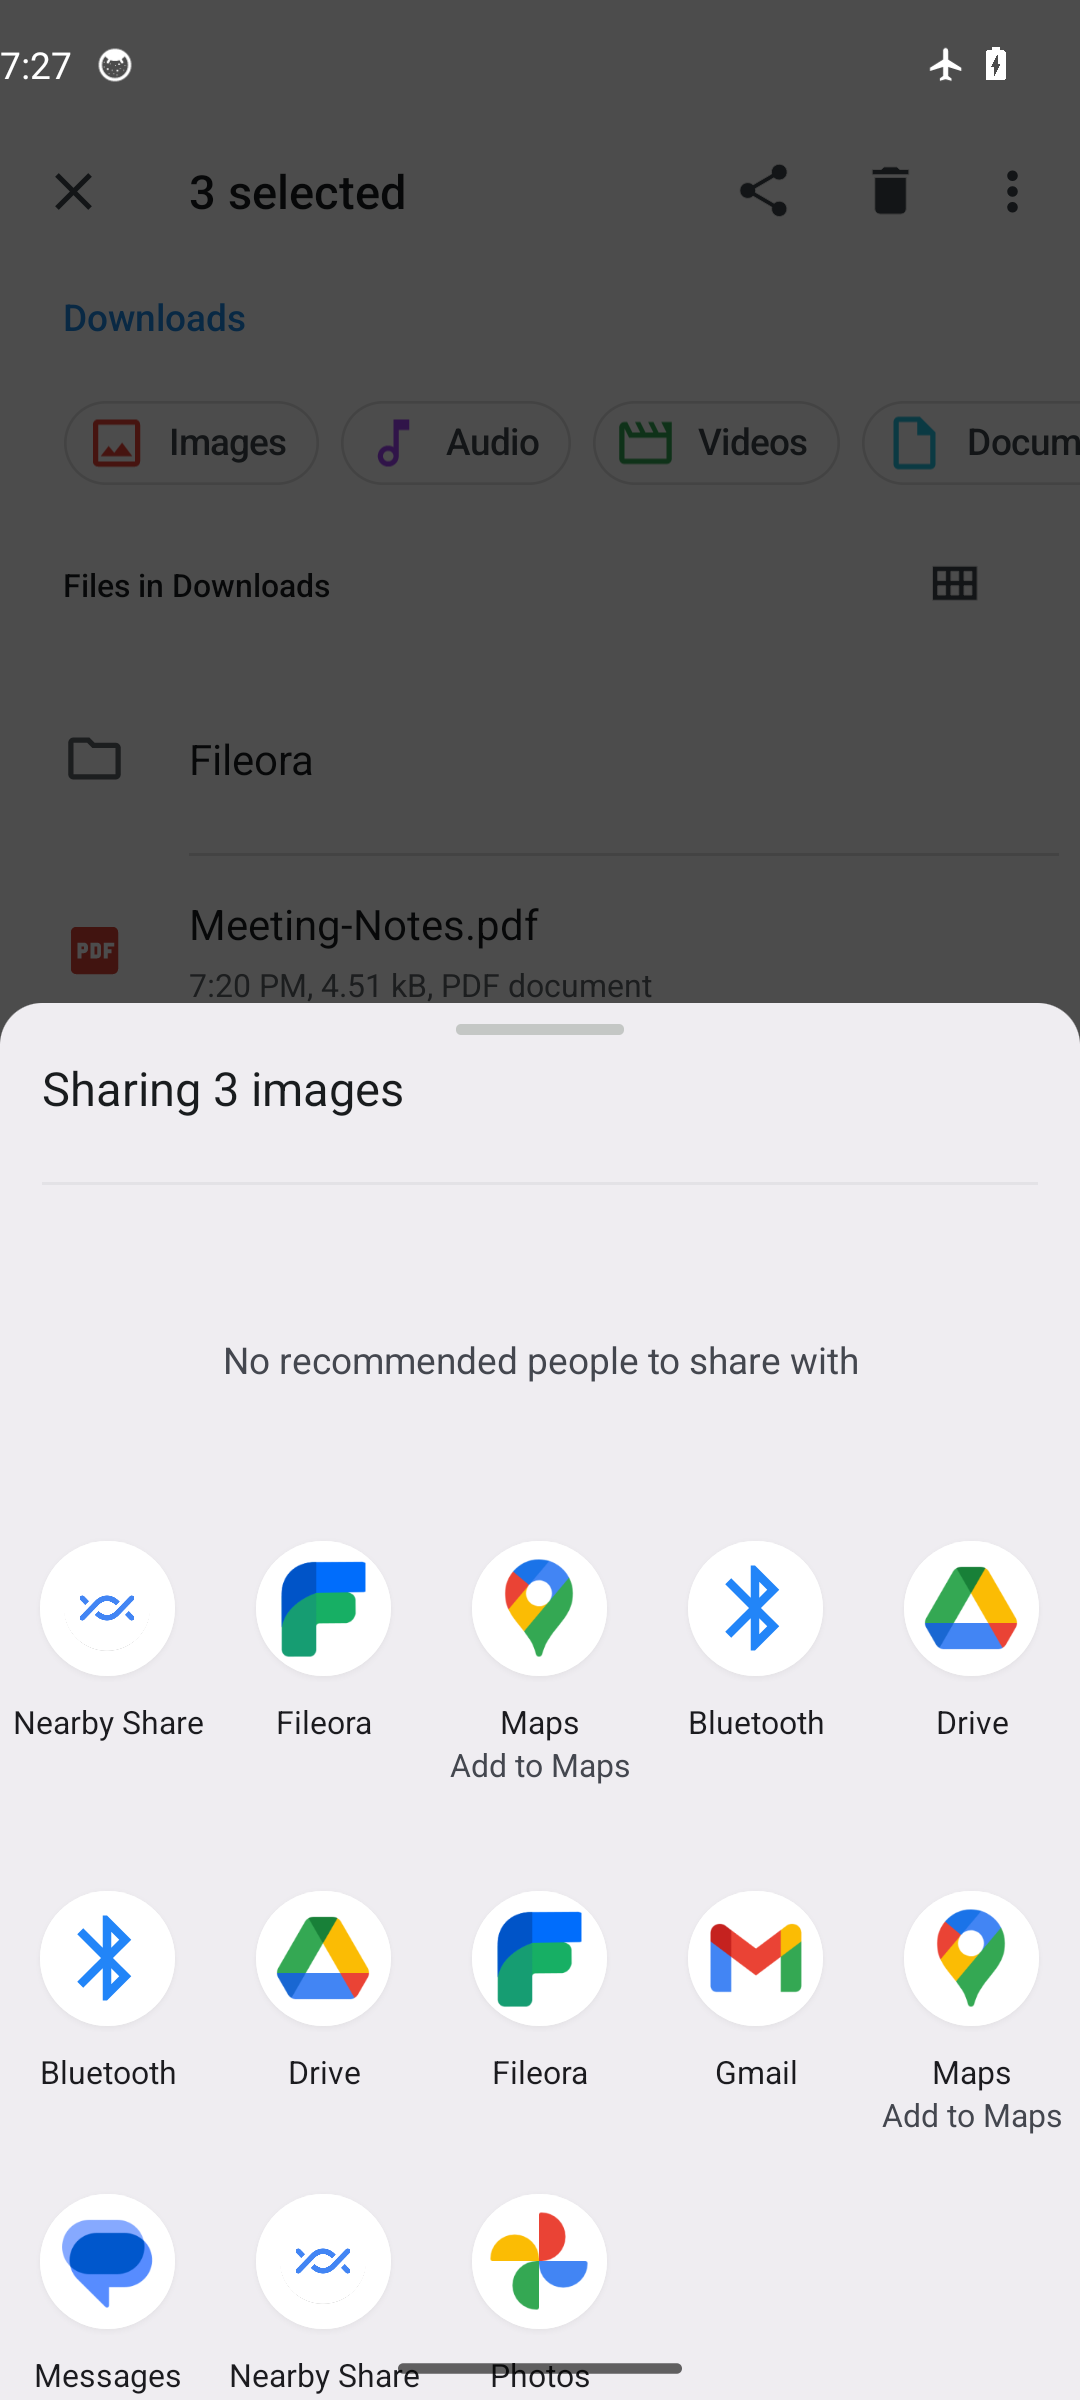 7:27
3 selected
Downloads
Images
Audio
Videos
Docum
Files in Downloads
Fileora
PDF
Meeting-Notes.pdf
7:20 PM, 4.51 kB, PDF document
Sharing 3 images
No recommended people to share with
Nearby Share
Fileora
Maps
Add to Maps
Bluetooth
Drive
Bluetooth
Drive
Fileora
Gmail
Maps
Add to Maps
Messages
Nearby Share
Photos